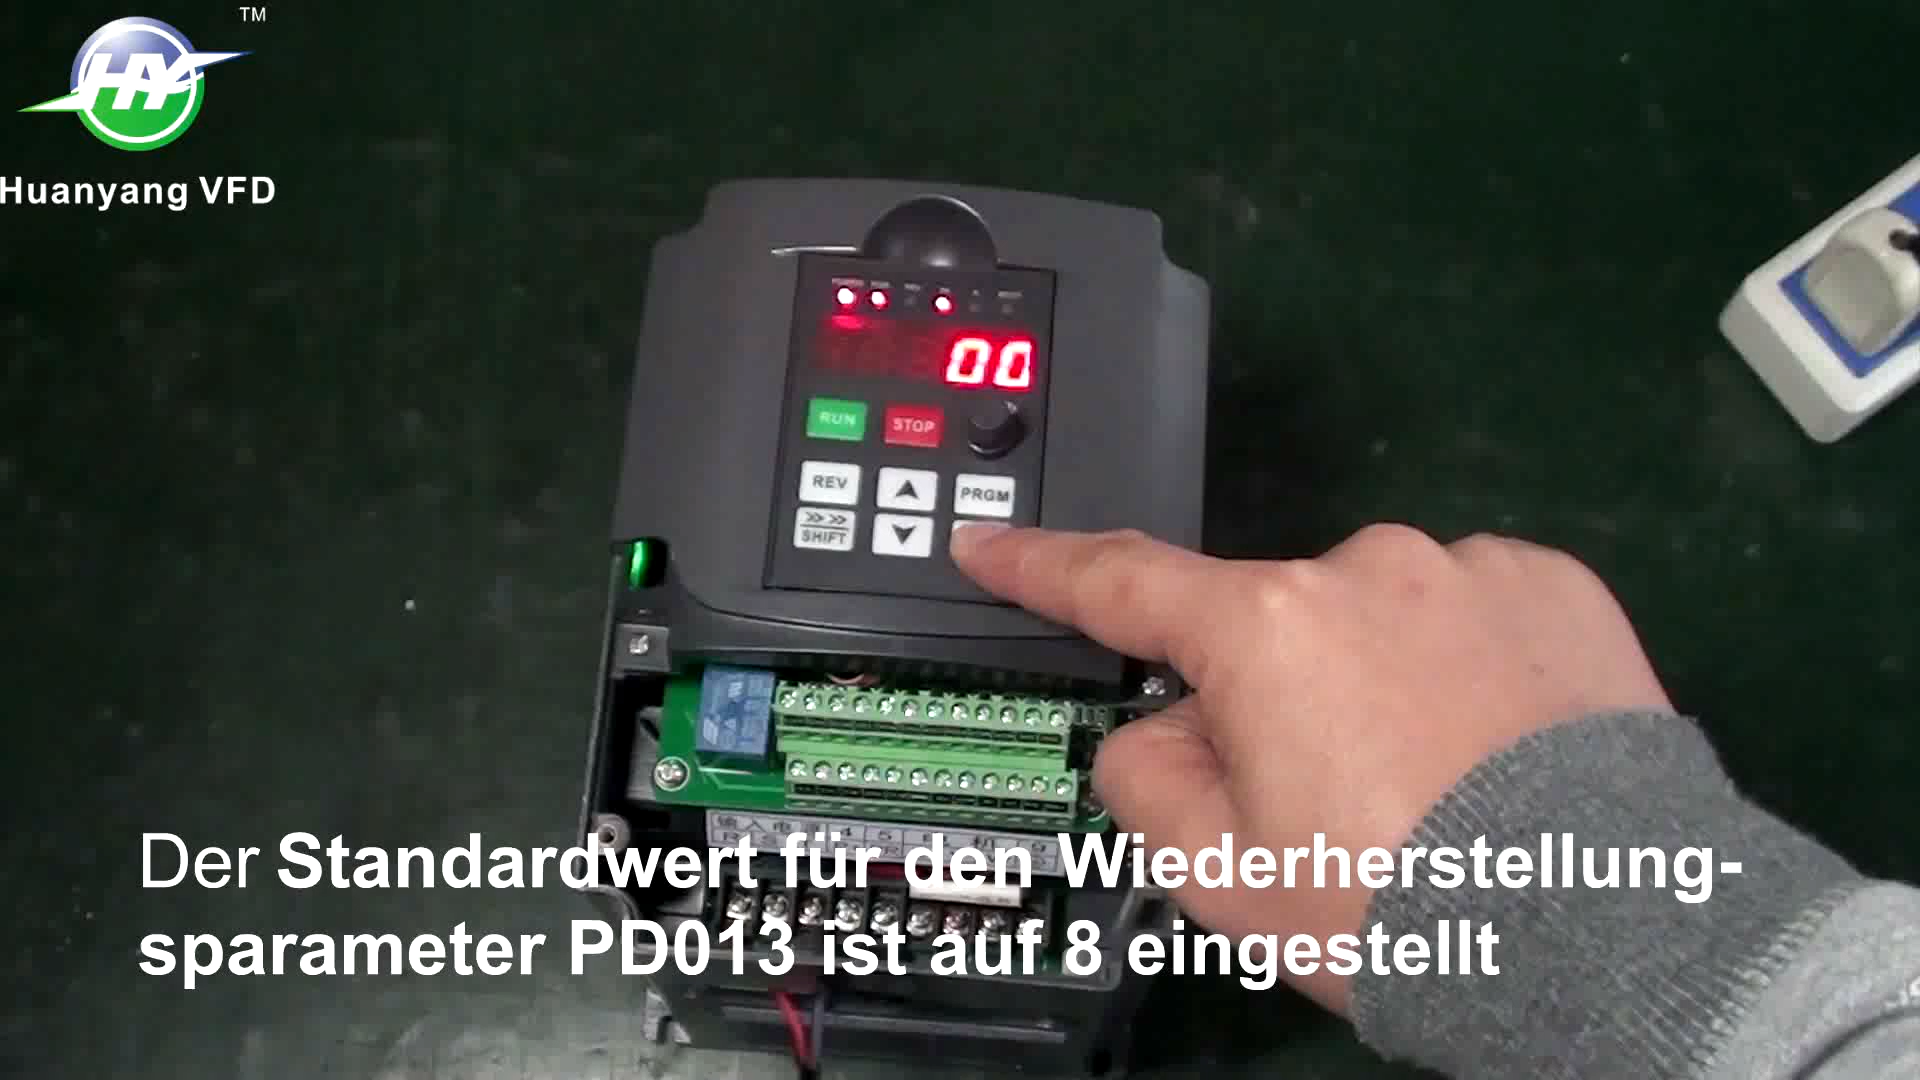 TM
HY
Huanyang VFD
00
RUN STOP
REV PRGM
SHIFT
Der Standardwert für den Wiederherstellung-
sparameter PD013 ist auf 8 eingestellt